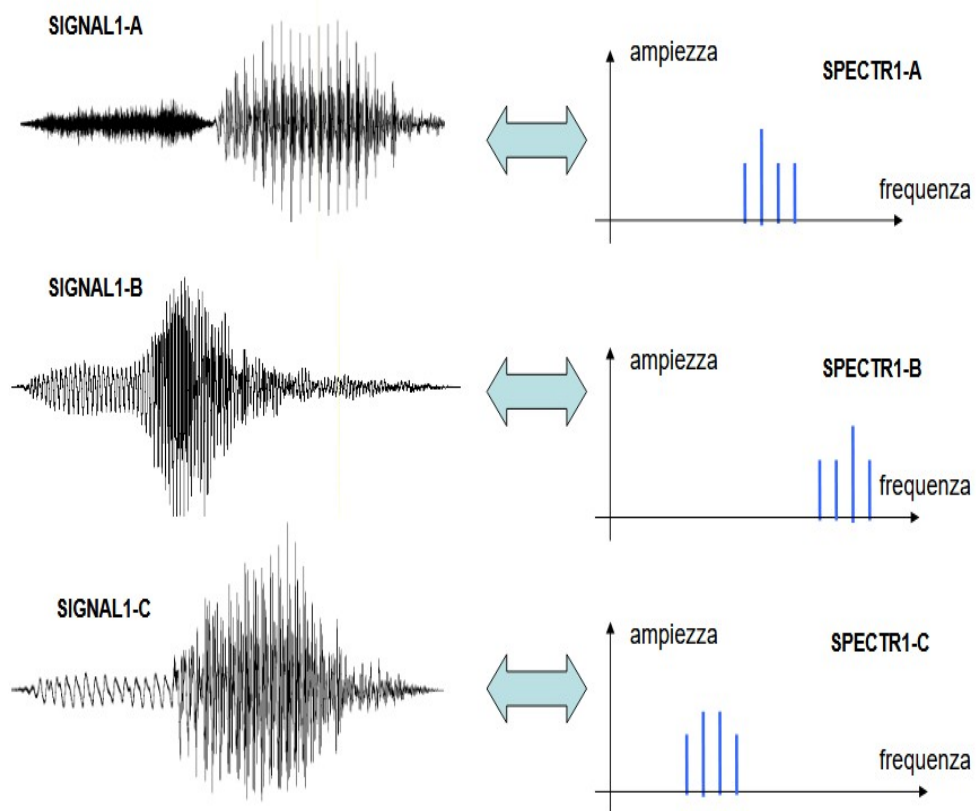 SIGNAL1-A
ampiezza
SPECTR1-A
frequenza
SIGNAL1-B
ampiezza
SPECTR1-B
frequenza
SIGNAL1-C
ampiezza
SPECTR1-C
frequenza